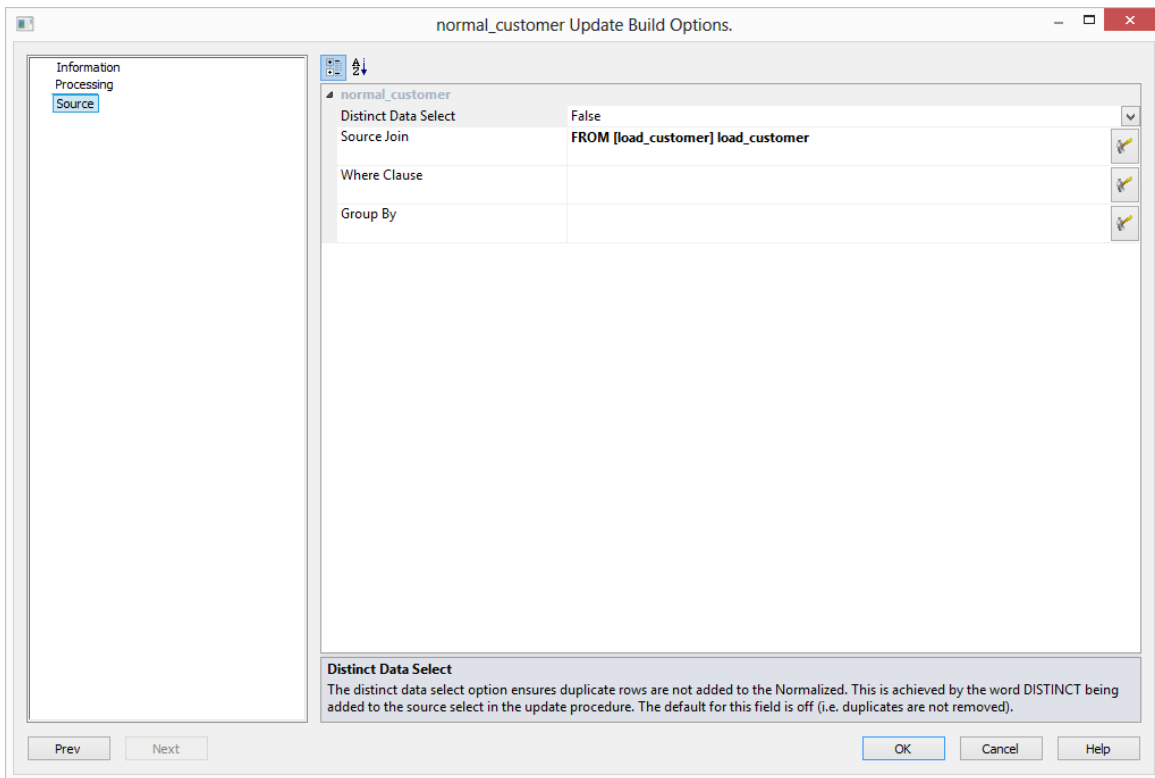 normal_customer Update Build Options.
Information
Processing
Source
normal_customer
Distinct Data Select False
Source Join FROM [load_customer] load_customer
Where Clause
Group By
Distinct Data Select
The distinct data select option ensures duplicate rows are not added to the Normalized. This is achieved by the word DISTINCT being
added to the source select in the update procedure. The default for this field is off (i.e. duplicates are not removed).
Prev Next OK Cancel Help